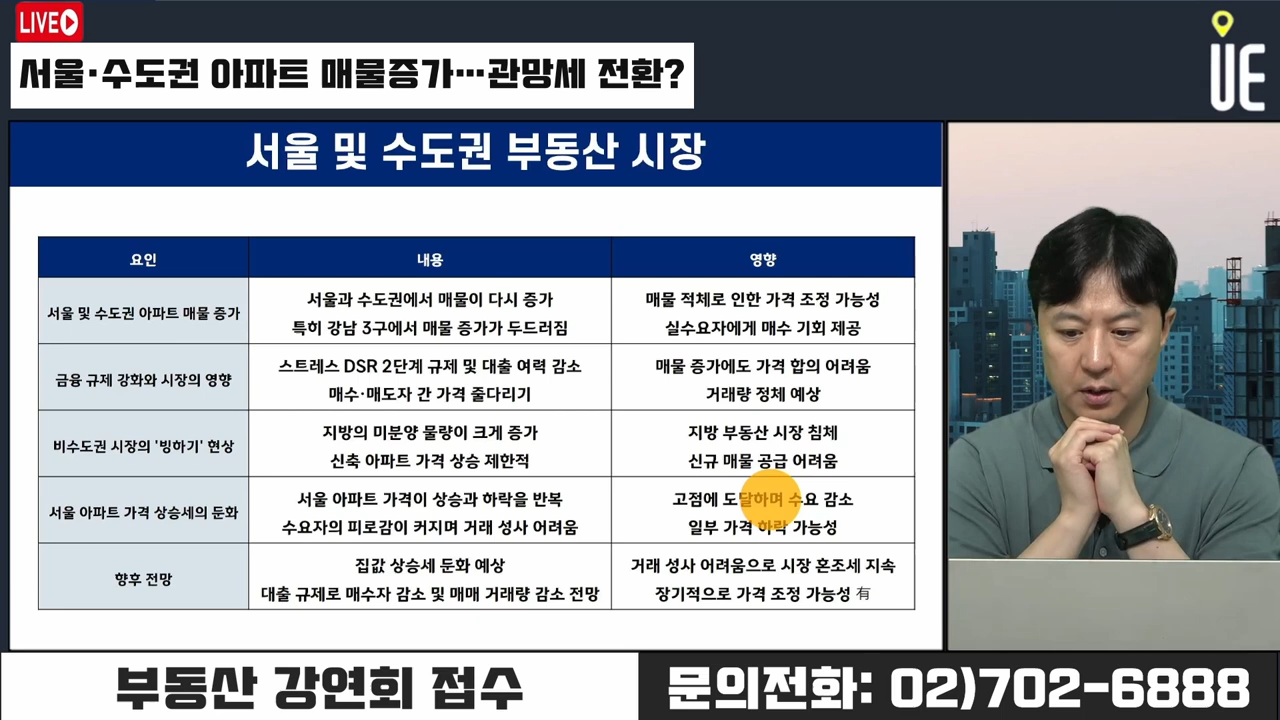 LIVE
서울·수도권 아파트 매물증가…관망세 전환?
UE
서울 및 수도권 부동산 시장
요인
내용
영향
서울 및 수도권 아파트 매물 증가
서울과 수도권에서 매물이 다시 증가
특히 강남 3구에서 매물 증가가 두드러짐
매물 적체로 인한 가격 조정 가능성
실수요자에게 매수 기회 제공
금융 규제 강화와 시장의 영향
스트레스 DSR 2단계 규제 및 대출 여력 감소
매수·매도자 간 가격 줄다리기
매물 증가에도 가격 합의 어려움
거래량 정체 예상
비수도권 시장의 '빙하기' 현상
지방의 미분양 물량이 크게 증가
신축 아파트 가격 상승 제한적
지방 부동산 시장 침체
신규 매물 공급 어려움
서울 아파트 가격 상승세의 둔화
서울 아파트 가격이 상승과 하락을 반복
수요자의 피로감이 커지며 거래 성사 어려움
고점에 도달하며 수요 감소
일부 가격 하락 가능성
향후 전망
집값 상승세 둔화 예상
대출 규제로 매수자 감소 및 매매 거래량 감소 전망
거래 성사 어려움으로 시장 혼조세 지속
장기적으로 가격 조정 가능성 有
부동산 강연회 접수
문의전화: 02)702-6888